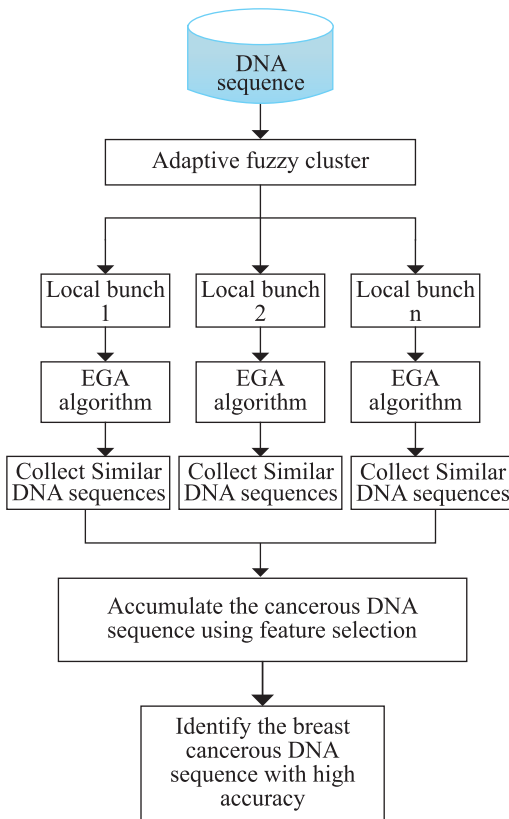 DNA
sequence
Adaptive fuzzy cluster
Local bunch
1
Local bunch
2
Local bunch
n
EGA
algorithm
EGA
algorithm
EGA
algorithm
Collect Similar
DNA sequences
Collect Similar
DNA sequences
Collect Similar
DNA sequences
Accumulate the cancerous DNA
sequence using feature selection
Identify the breast
cancerous DNA
sequence with high
accuracy